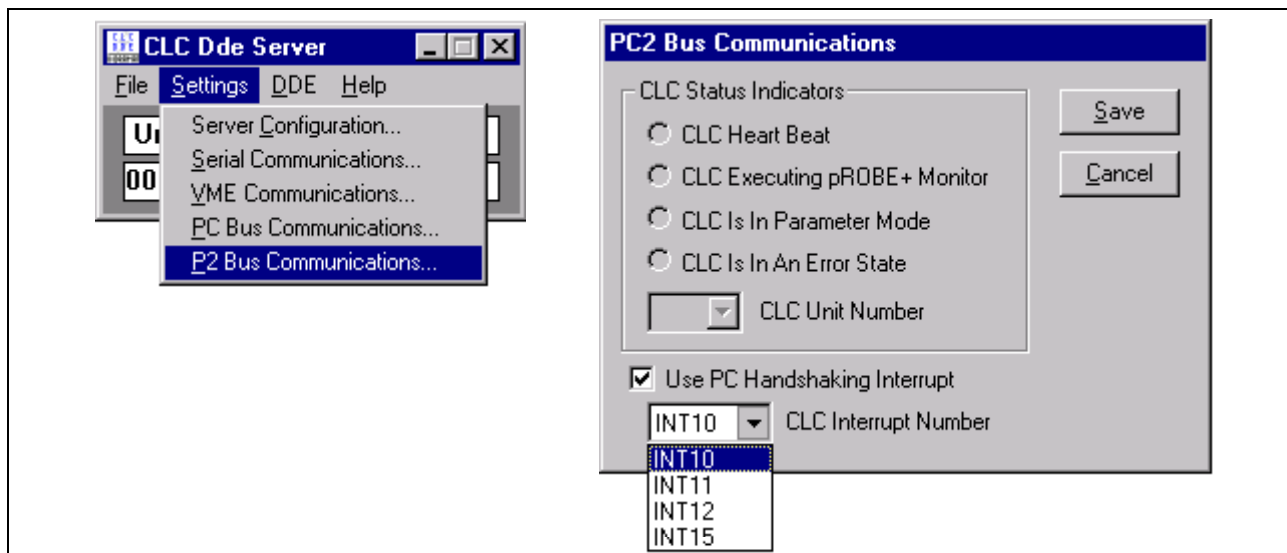 CLC Dde Server
File Settings DDE Help
Server Configuration...
Serial Communications...
VME Communications...
PC Bus Communications...
P2 Bus Communications...
00
PC2 Bus Communications
CLC Status Indicators
CLC Heart Beat
CLC Executing pROBE+ Monitor
CLC Is In Parameter Mode
CLC Is In An Error State
CLC Unit Number
Save
Cancel
Use PC Handshaking Interrupt
INT10 CLC Interrupt Number
INT10
INT11
INT12
INT15